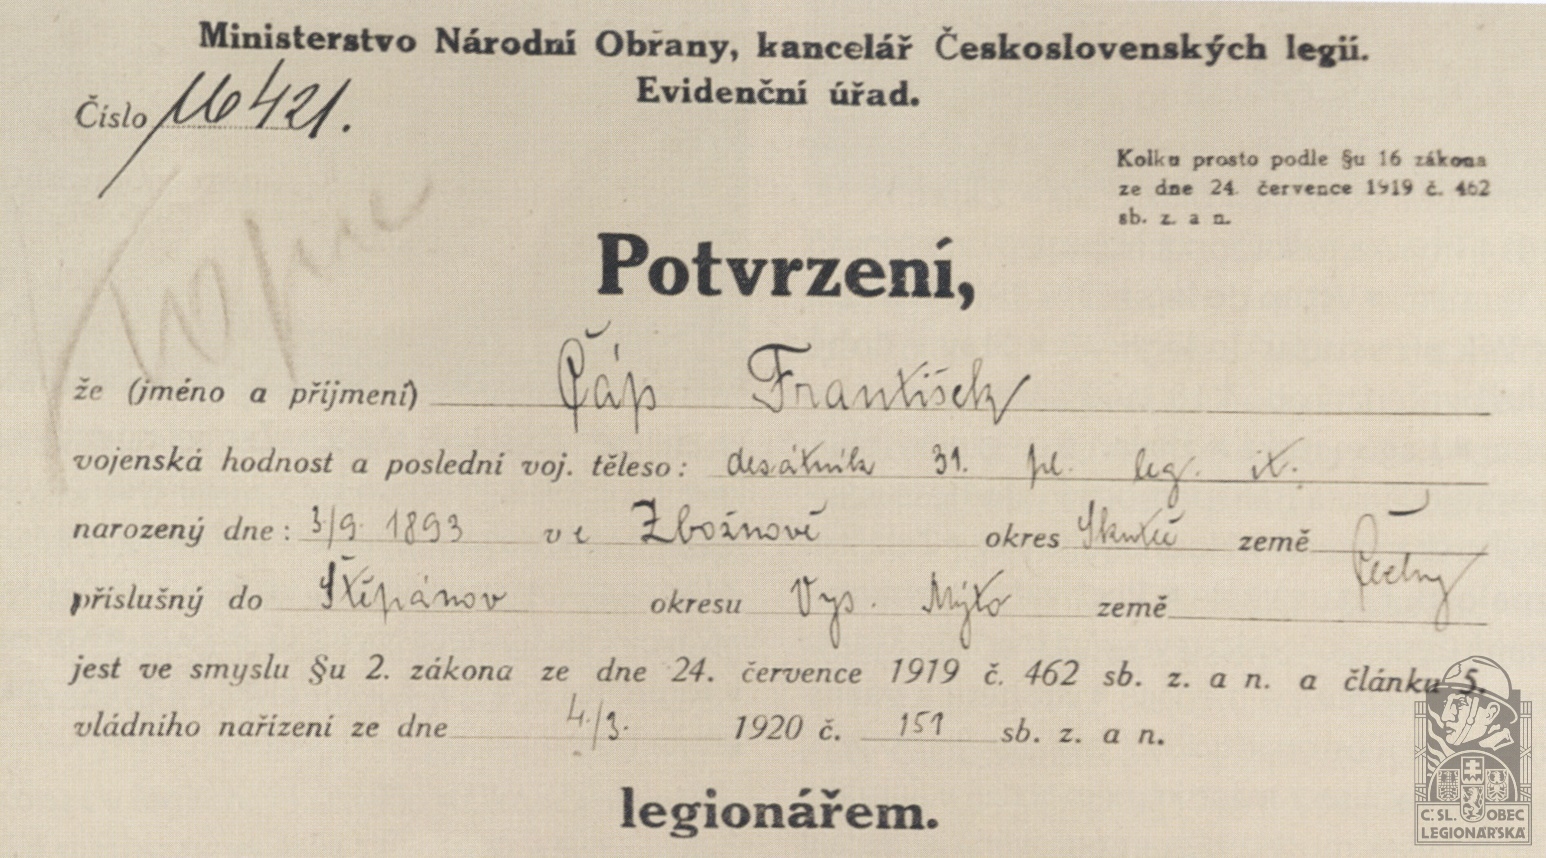 Ministerstvo Národní Obrany, kancelář Československých legií.
Evidenční úřad.
Číslo 116421.
Kolku prosto podle §u 16 zákona
ze dne 24. července 1919 č. 462
sb. z. a n.
Kopie
Potvrzení,
že (jméno a příjmení) Čáp František
vojenská hodnost a poslední voj. těleso: desátník 31. pl. leg. it.
narozený dne: 3/9. 1893 ve Zbožnově okres Skuteč země Čechy
příslušný do Štěpánov okresu Vys. Mýto země
jest ve smyslu §u 2. zákona ze dne 24. července 1919 č. 462 sb. z. a n. a článku 5.
vládního nařízení ze dne 4./3. 1920 č. 151 sb. z. a n.
legionářem.
Č.SL. OBEC
LEGIONÁŘSKÁ